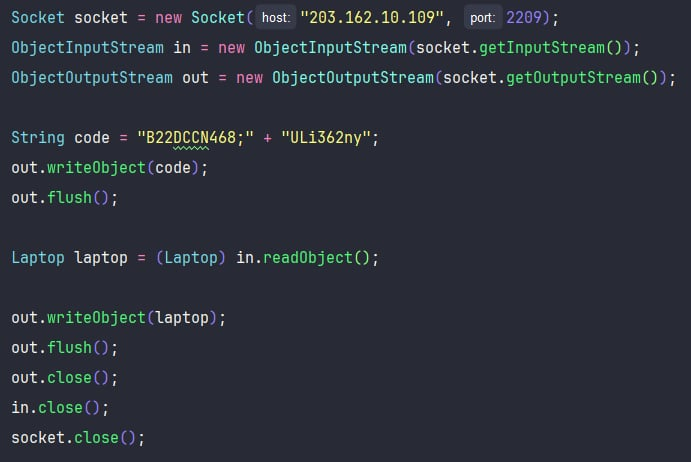 Socket socket = new Socket( host: "203.162.10.109", port: 2209);
ObjectInputStream in = new ObjectInputStream(socket.getInputStream());
ObjectOutputStream out = new ObjectOutputStream(socket.getOutputStream());
String code = "B22DCCN468;" + "ULi362ny";
out.writeObject(code);
out.flush();
Laptop laptop = (Laptop) in.readObject();
out.writeObject(laptop);
out.flush();
out.close();
in.close();
socket.close();